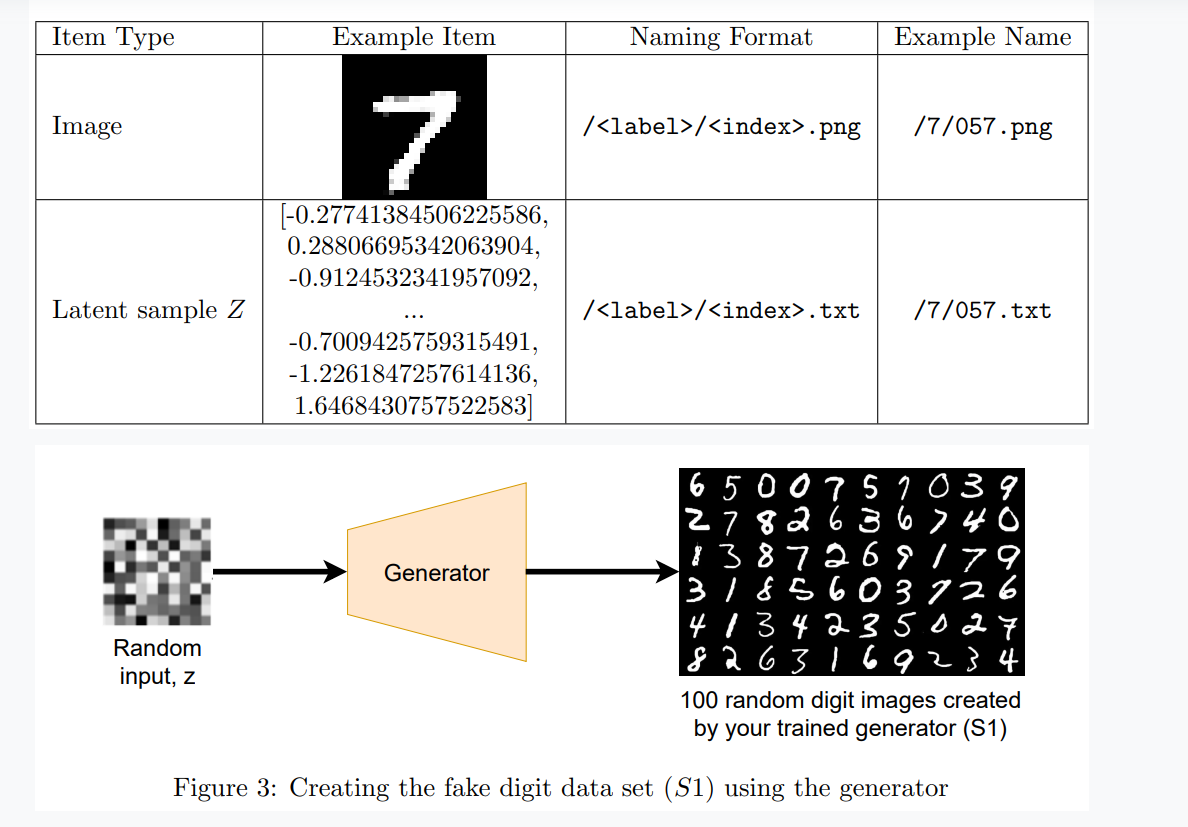 Item Type Example Item Naming Format Example Name
Image 7 /<label>/<index>.png /7/057.png
Latent sample Z [-0.27741384506225586, /<label>/<index>.txt /7/057.txt
0.28806695342063904,
-0.9124532341957092,
...
-0.7009425759315491,
-1.2261847257614136,
1.6468430757522583]
Random
input, z
Generator
6 5 0 0 7 5 1 0 3 9
2 7 8 2 6 3 6 7 4 0
8 3 8 7 2 6 9 1 7 9
3 1 8 5 6 0 3 7 2 6
4 1 3 4 2 3 5 0 2 7
8 2 6 3 1 6 9 2 3 4
100 random digit images created
by your trained generator (S1)
Figure 3: Creating the fake digit data set (S1) using the generator